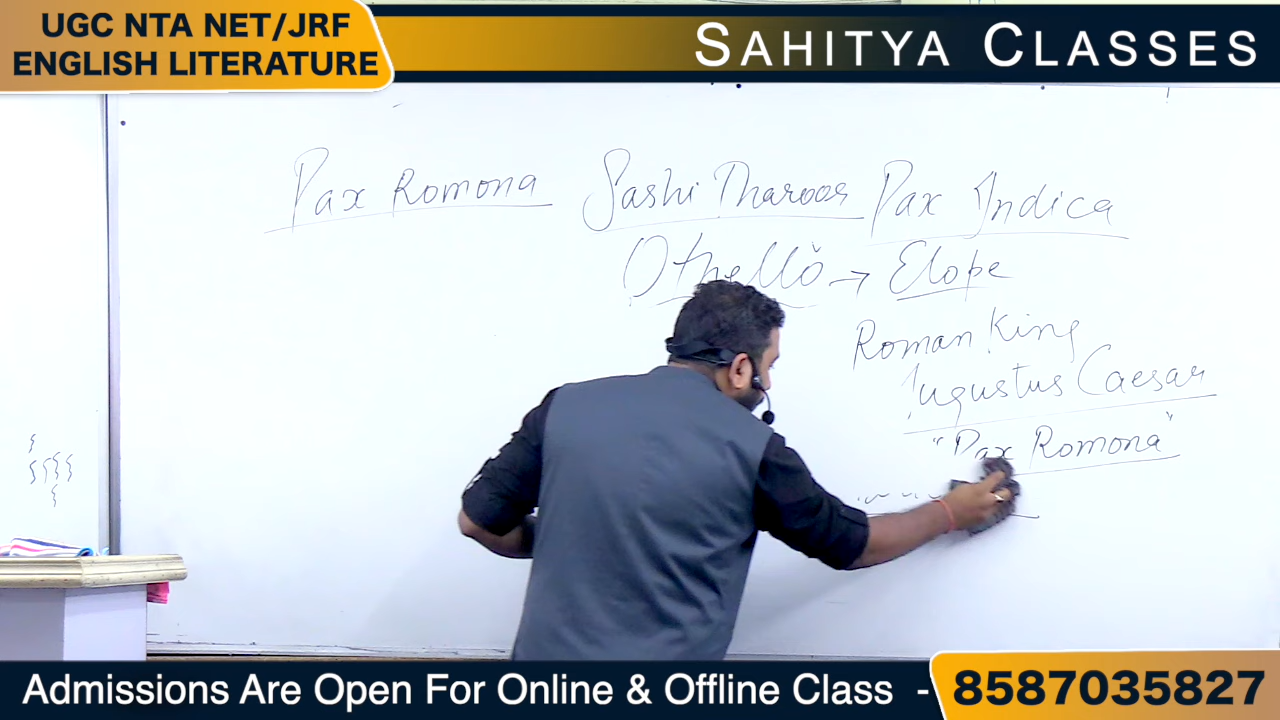 UGC NTA NET/JRF
ENGLISH LITERATURE
SAHITYA CLASSES
Pax Romona Sashi Tharoor Pax Indica
Othello → Elope
Roman King
Augustus Caesar
"Pax Romona"
Admissions Are Open For Online & Offline Class - 8587035827